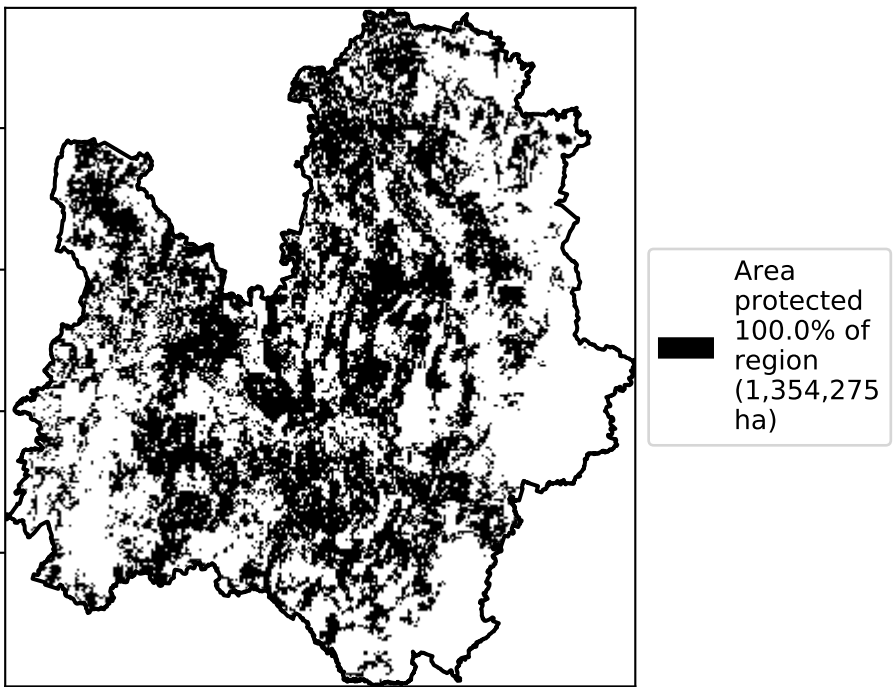 Area
protected
100.0% of
region
(1,354,275
ha)